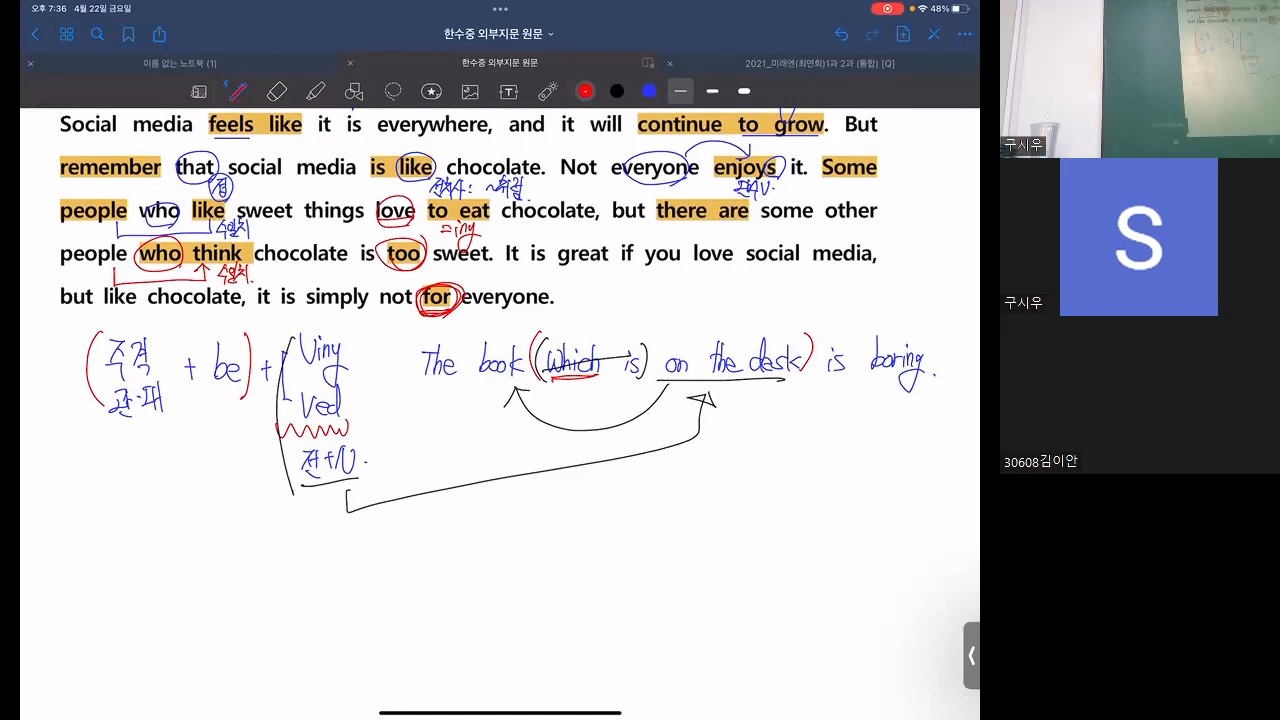 오후 7:36 4월 22일 금요일
48%
한수중 외부지문 원문
이름 없는 노트북 (1)
한수중 외부지문 원문
2021_미래엔(최연희)1과 2과 (통합) [Q]
Social media feels like it is everywhere, and it will continue to grow. But
remember that social media is like chocolate. Not everyone enjoys it. Some
접
전치사: ~처럼
단수V.
people who like sweet things love to eat chocolate, but there are some other
수일치
=ing
people who think chocolate is too sweet. It is great if you love social media,
수일치
but like chocolate, it is simply not for everyone.
주격 관·대 + be + Ving
Ved
전+N.
The book (which is) on the desk is boring.
구시우
S
구시우
30608김이안